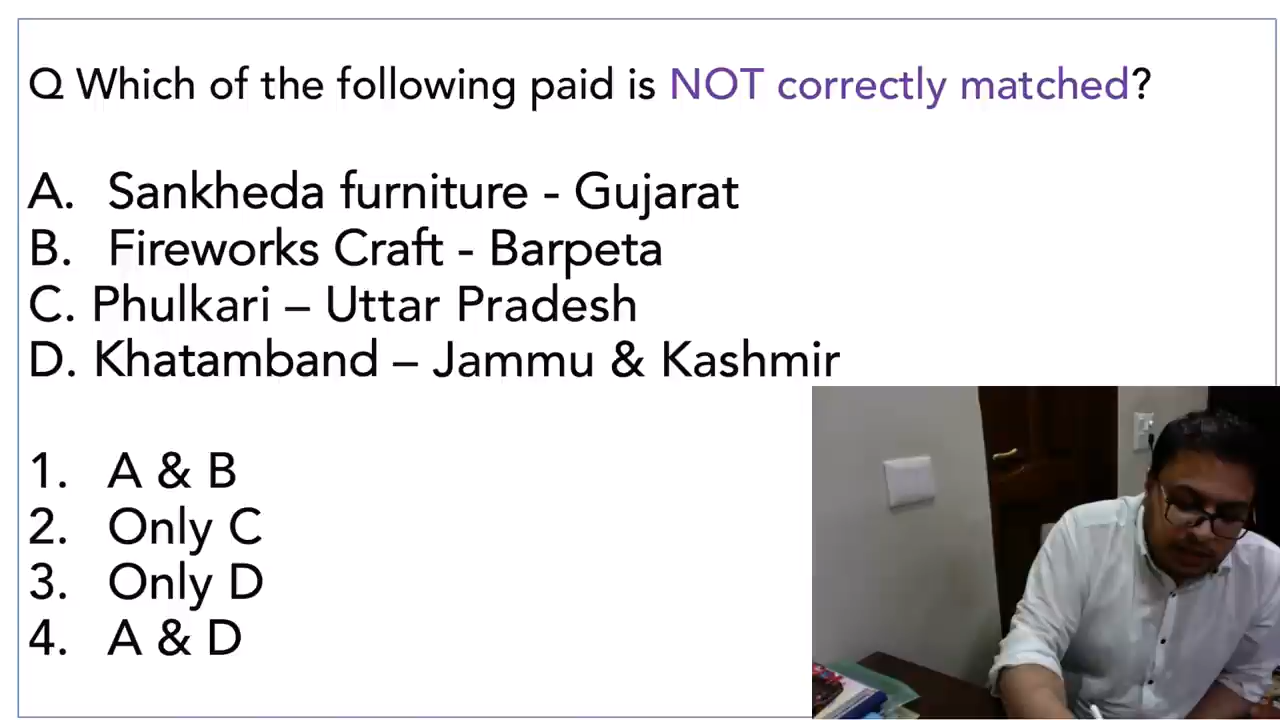 Q Which of the following paid is NOT correctly matched?
A. Sankheda furniture - Gujarat
B. Fireworks Craft - Barpeta
C. Phulkari – Uttar Pradesh
D. Khatamband – Jammu & Kashmir
1. A & B
2. Only C
3. Only D
4. A & D